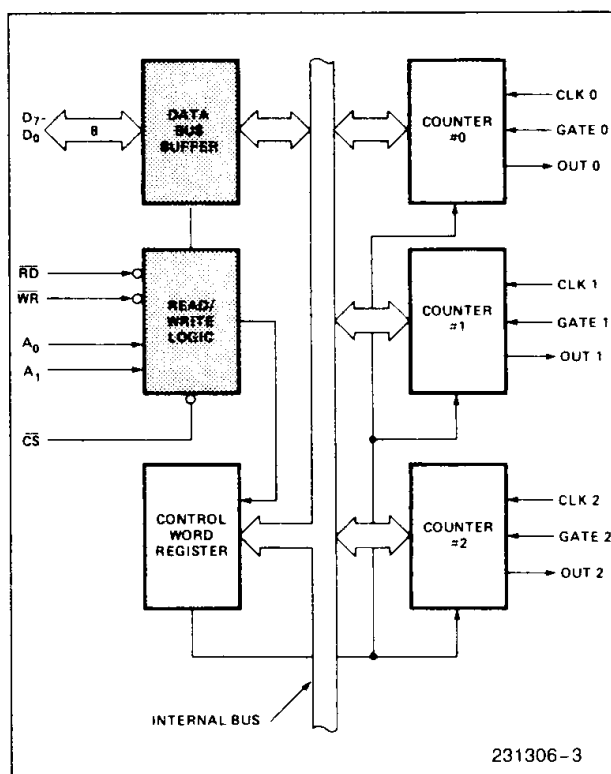 D7-
D0
8
DATA
BUS
BUFFER
COUNTER
#0
CLK 0
GATE 0
OUT 0
RD
WR
A0
A1
CS
READ/
WRITE
LOGIC
COUNTER
#1
CLK 1
GATE 1
OUT 1
CONTROL
WORD
REGISTER
COUNTER
#2
CLK 2
GATE 2
OUT 2
INTERNAL BUS
231306-3